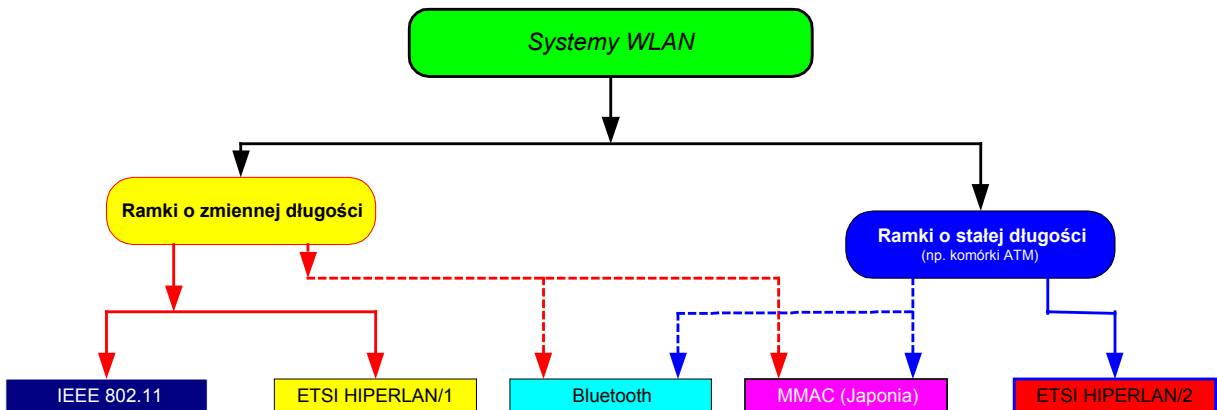 Systemy WLAN
Ramki o zmiennej długości
Ramki o stałej długości
(np. komórki ATM)
IEEE 802.11
ETSI HIPERLAN/1
Bluetooth
MMAC (Japonia)
ETSI HIPERLAN/2